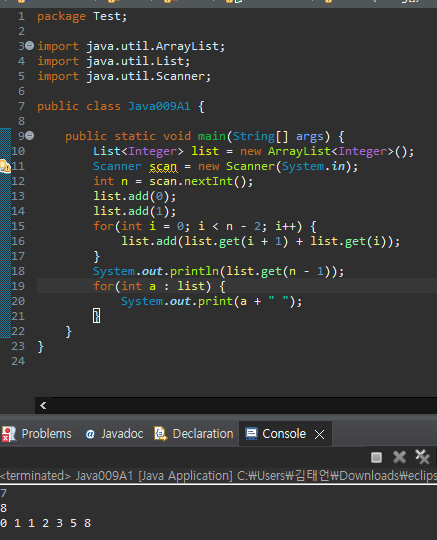 1 package Test;
2
3 import java.util.ArrayList;
4 import java.util.List;
5 import java.util.Scanner;
6
7 public class Java009A1 {
8
9 public static void main(String[] args) {
10 List<Integer> list = new ArrayList<Integer>();
11 Scanner scan = new Scanner(System.in);
12 int n = scan.nextInt();
13 list.add(0);
14 list.add(1);
15 for(int i = 0; i < n - 2; i++) {
16 list.add(list.get(i + 1) + list.get(i));
17 }
18 System.out.println(list.get(n - 1));
19 for(int a : list) {
20 System.out.print(a + " ");
21 }
22 }
23 }
24
Problems @ Javadoc Declaration Console
<terminated> Java009A1 [Java Application] C:₩Users₩김태언₩Downloads₩eclips
7
8
0 1 1 2 3 5 8